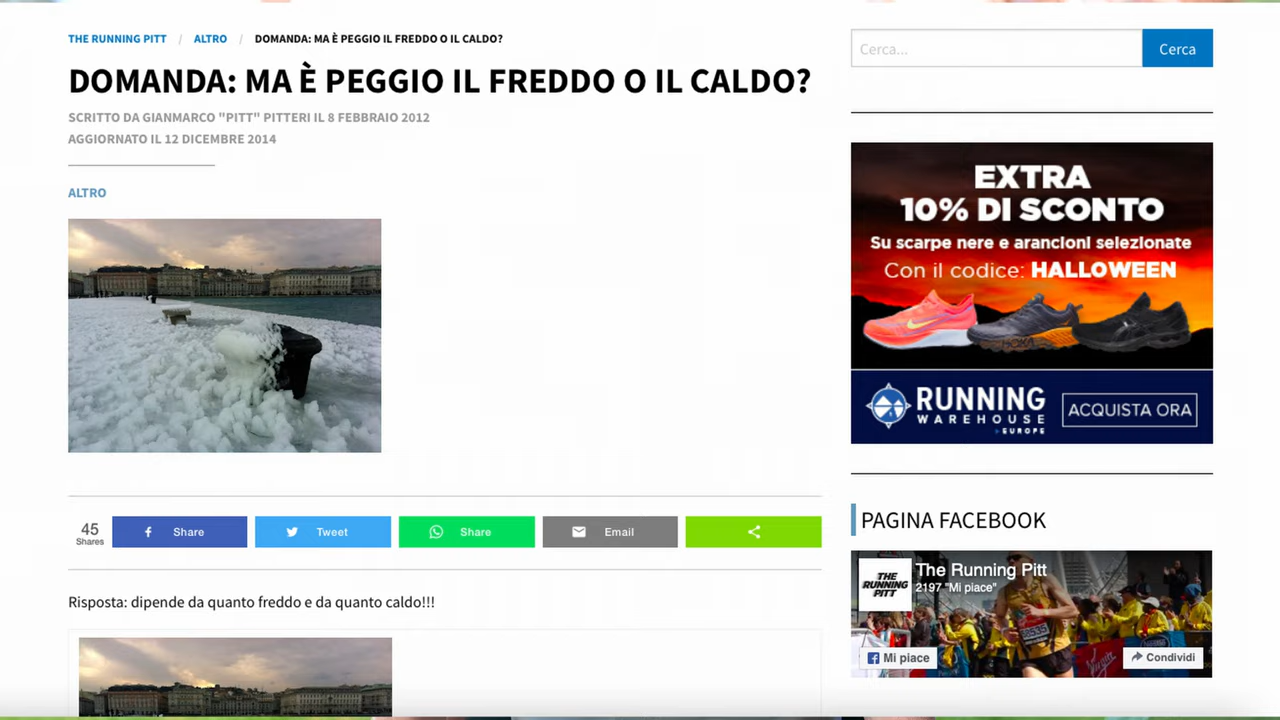 THE RUNNING PITT / ALTRO / DOMANDA: MA È PEGGIO IL FREDDO O IL CALDO?
DOMANDA: MA È PEGGIO IL FREDDO O IL CALDO?
SCRITTO DA GIANMARCO "PITT" PITTERI IL 8 FEBBRAIO 2012
AGGIORNATO IL 12 DICEMBRE 2014
ALTRO
45
Shares
Share
Tweet
Share
Email
Risposta: dipende da quanto freddo e da quanto caldo!!!
Cerca...
Cerca
EXTRA
10% DI SCONTO
Su scarpe nere e arancioni selezionate
Con il codice: HALLOWEEN
HOKA
RUNNING
WAREHOUSE
EUROPE
ACQUISTA ORA
PAGINA FACEBOOK
THE
RUNNING
PITT
The Running Pitt
2197 "Mi piace"
Mi piace
Condividi